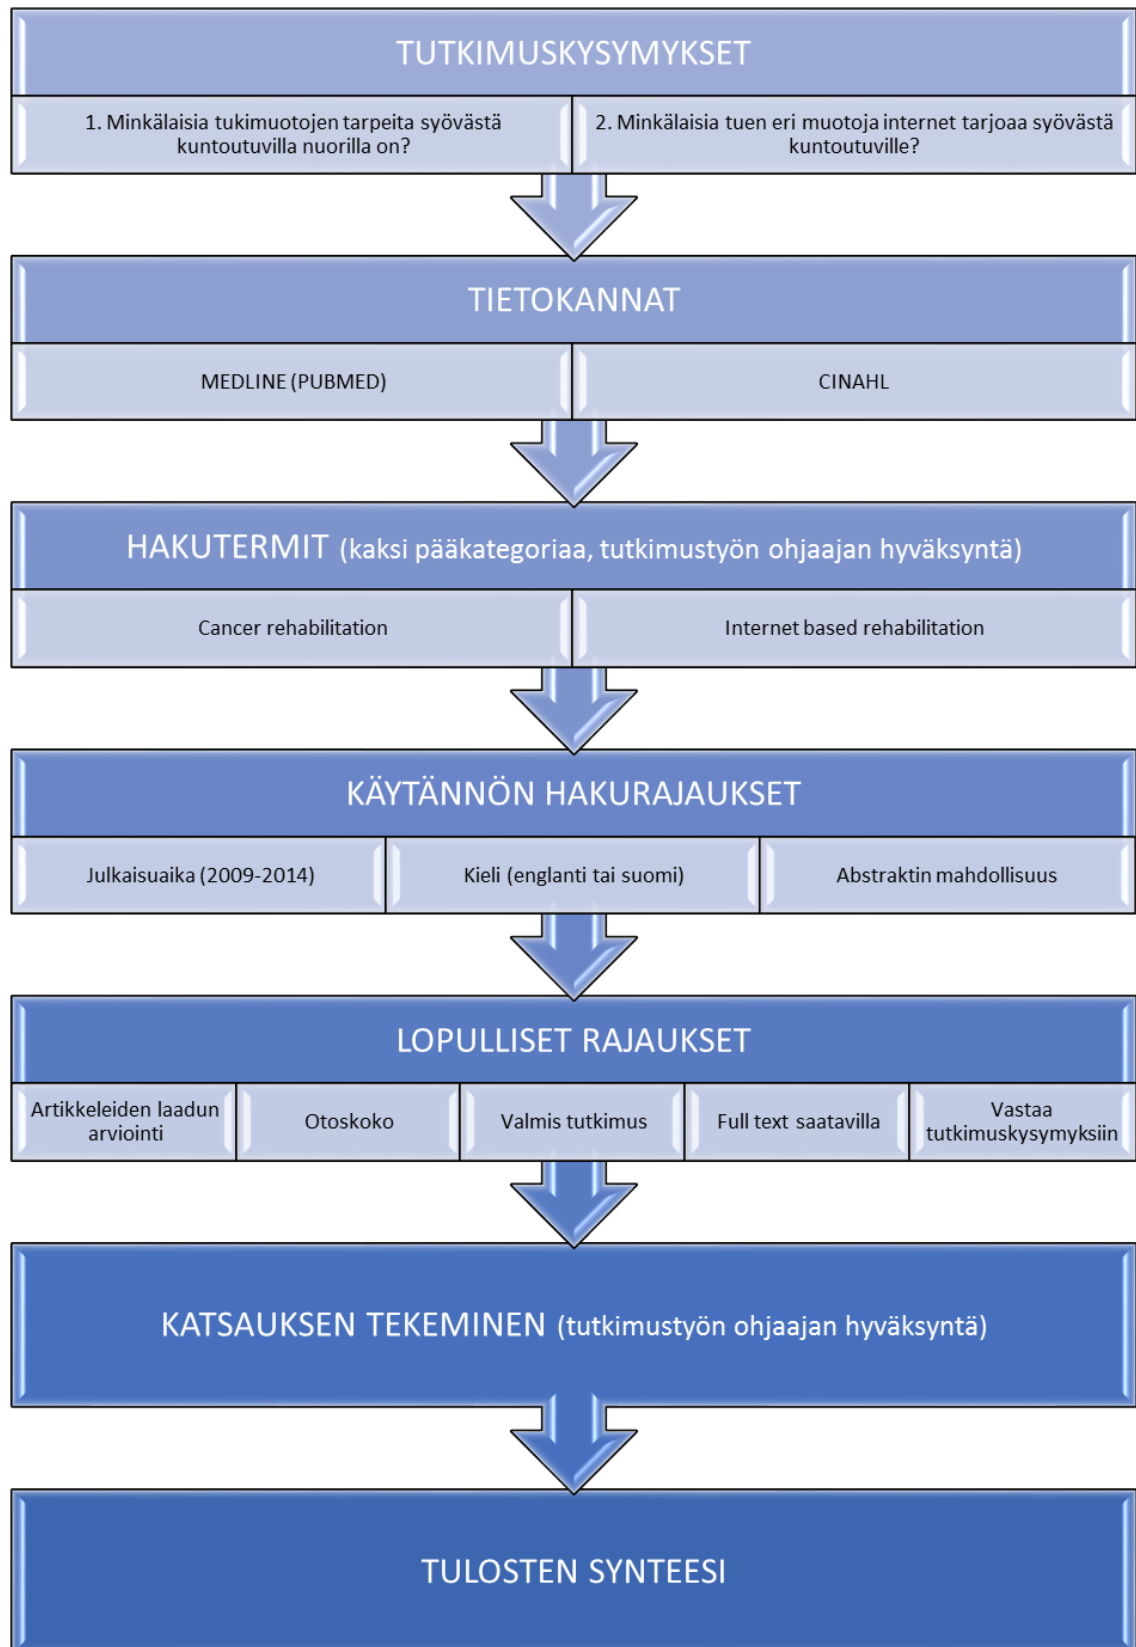 TUTKIMUSKYSYMYKSET
1. Minkälaisia tukimuotojen tarpeita syövästä
kuntoutuvilla nuorilla on?
2. Minkälaisia tuen eri muotoja internet tarjoaa syövästä
kuntoutuville?
TIETOKANNAT
MEDLINE (PUBMED)
CINAHL
HAKUTERMIT (kaksi pääkategoriaa, tutkimustyön ohjaajan hyväksyntä)
Cancer rehabilitation
Internet based rehabilitation
KÄYTÄNNÖN HAKURAJAUKSET
Julkaisuaika (2009-2014)
Kieli (englanti tai suomi)
Abstraktin mahdollisuus
LOPULLISET RAJAUKSET
Artikkeleiden laadun
arviointi
Otoskoko
Valmis tutkimus
Full text saatavilla
Vastaa
tutkimuskysymyksiin
KATSAUKSEN TEKEMINEN (tutkimustyön ohjaajan hyväksyntä)
TULOSTEN SYNTEESI